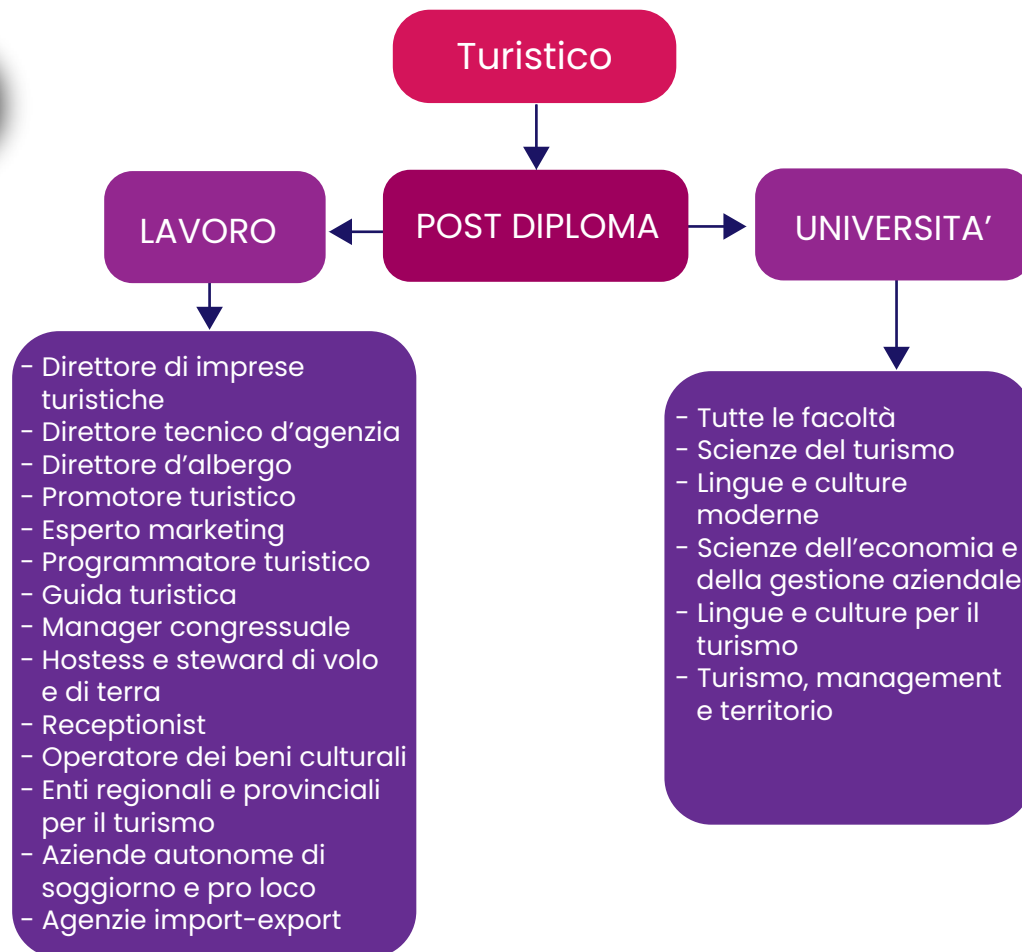 Turistico
LAVORO
POST DIPLOMA
UNIVERSITA’
- Direttore di imprese
turistiche
- Direttore tecnico d’agenzia
- Direttore d’albergo
- Promotore turistico
- Esperto marketing
- Programmatore turistico
- Guida turistica
- Manager congressuale
- Hostess e steward di volo
e di terra
- Receptionist
- Operatore dei beni culturali
- Enti regionali e provinciali
per il turismo
- Aziende autonome di
soggiorno e pro loco
- Agenzie import-export
- Tutte le facoltà
- Scienze del turismo
- Lingue e culture
moderne
- Scienze dell’economia e
della gestione aziendale
- Lingue e culture per il
turismo
- Turismo, management
e territorio